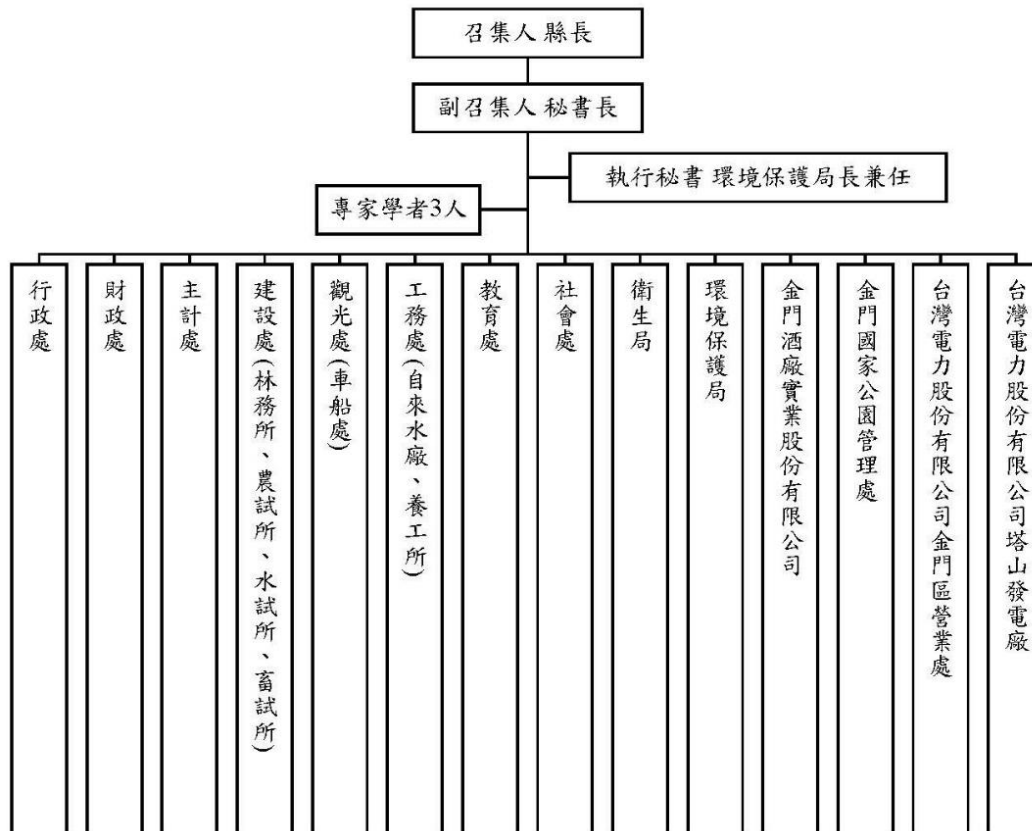 召集人 縣長
副召集人 秘書長
執行秘書 環境保護局長兼任
專家學者3人
行政處
財政處
主計處
建設處(林務所、農試所、水試所、畜試所)
觀光處(車船處)
工務處(自來水廠、養工所)
教育處
社會處
衛生局
環境保護局
金門酒廠實業股份有限公司
金門國家公園管理處
台灣電力股份有限公司金門區營業處
台灣電力股份有限公司塔山發電廠